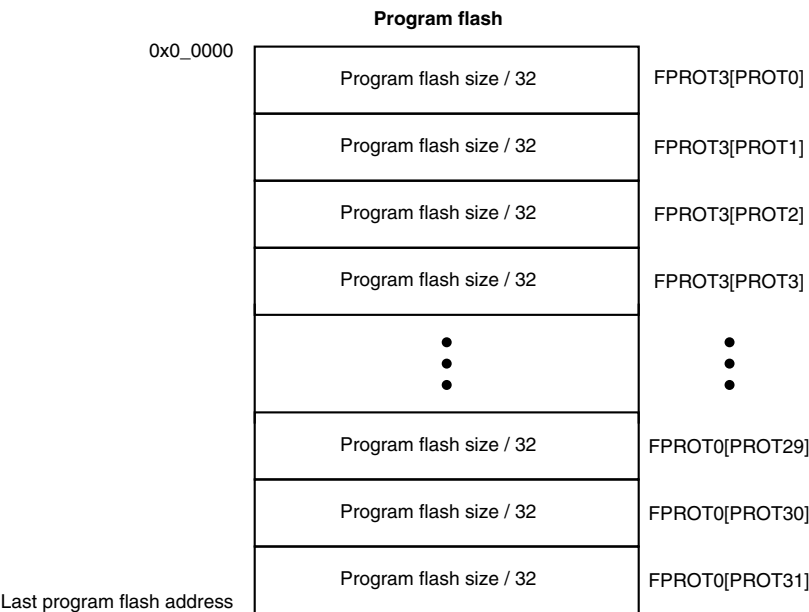 Program flash
0x0_0000
Program flash size / 32
FPROT3[PROT0]
Program flash size / 32
FPROT3[PROT1]
Program flash size / 32
FPROT3[PROT2]
Program flash size / 32
FPROT3[PROT3]
Program flash size / 32
FPROT0[PROT29]
Program flash size / 32
FPROT0[PROT30]
Program flash size / 32
FPROT0[PROT31]
Last program flash address